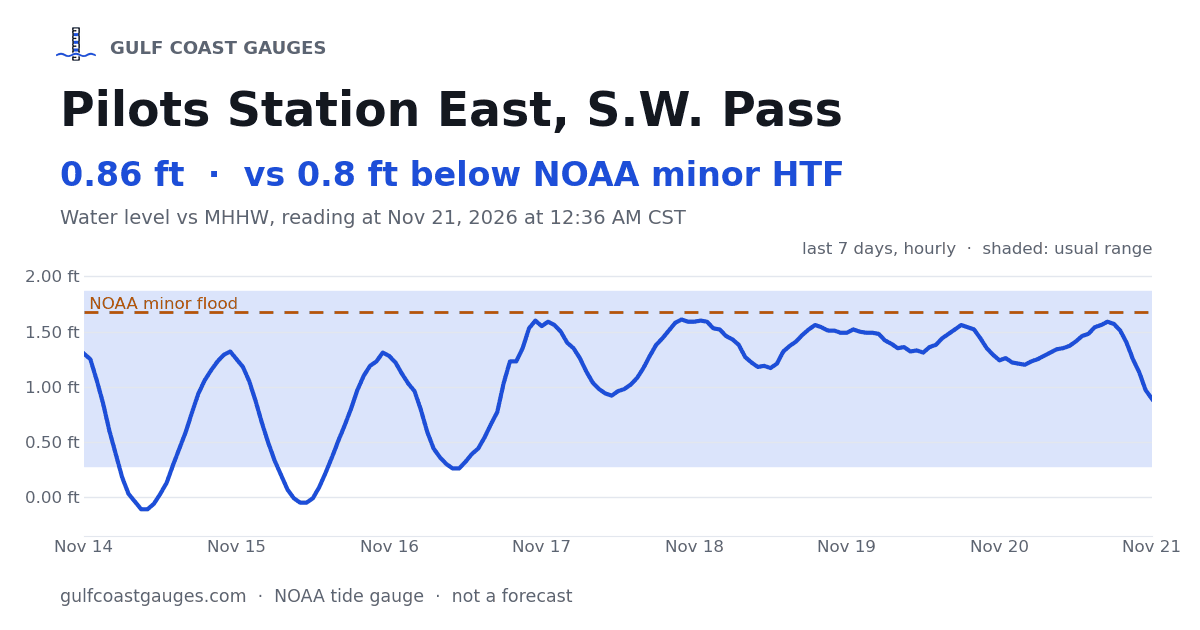 GULF COAST GAUGES
Pilots Station East, S.W. Pass
0.86 ft · vs 0.8 ft below NOAA minor HTF
Water level vs MHHW, reading at Nov 21, 2026 at 12:36 AM CST
last 7 days, hourly · shaded: usual range
2.00 ft
NOAA minor flood
1.50 ft
1.00 ft
0.50 ft
0.00 ft
Nov 14 Nov 15 Nov 16 Nov 17 Nov 18 Nov 19 Nov 20 Nov 21
gulfcoastgauges.com · NOAA tide gauge · not a forecast